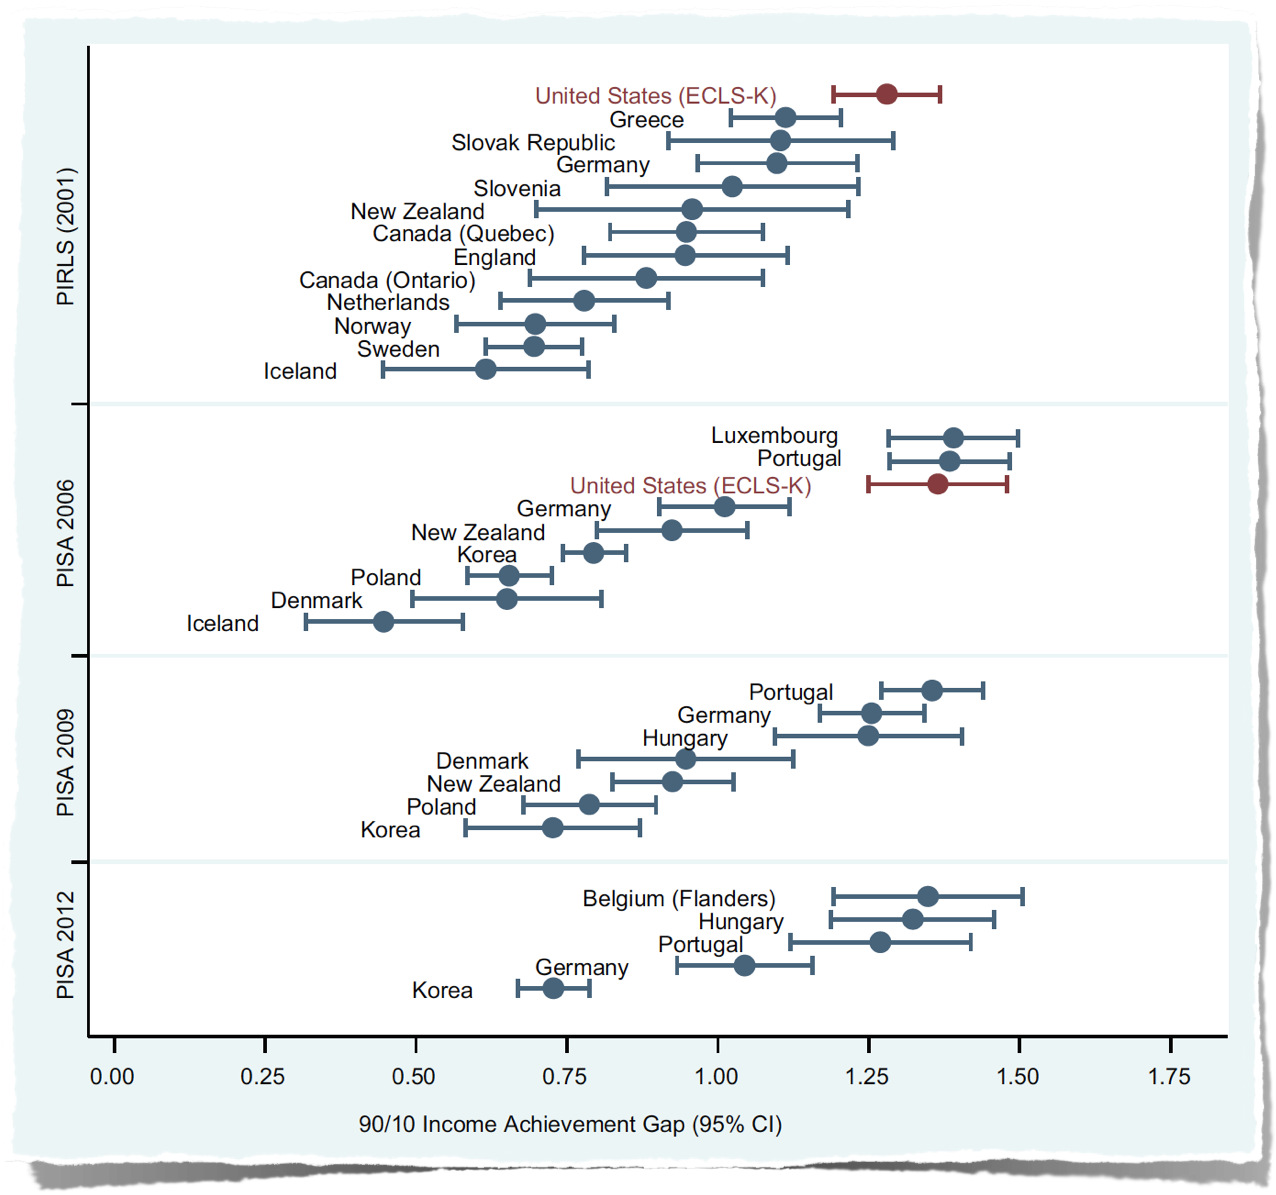 PIRLS (2001)
United States (ECLS-K)
Greece
Slovak Republic
Germany
Slovenia
New Zealand
Canada (Quebec)
England
Canada (Ontario)
Netherlands
Norway
Sweden
Iceland
PISA 2006
Luxembourg
Portugal
United States (ECLS-K)
Germany
New Zealand
Korea
Poland
Denmark
Iceland
PISA 2009
Portugal
Germany
Hungary
Denmark
New Zealand
Poland
Korea
PISA 2012
Belgium (Flanders)
Hungary
Portugal
Germany
Korea
0.00 0.25 0.50 0.75 1.00 1.25 1.50 1.75
90/10 Income Achievement Gap (95% CI)